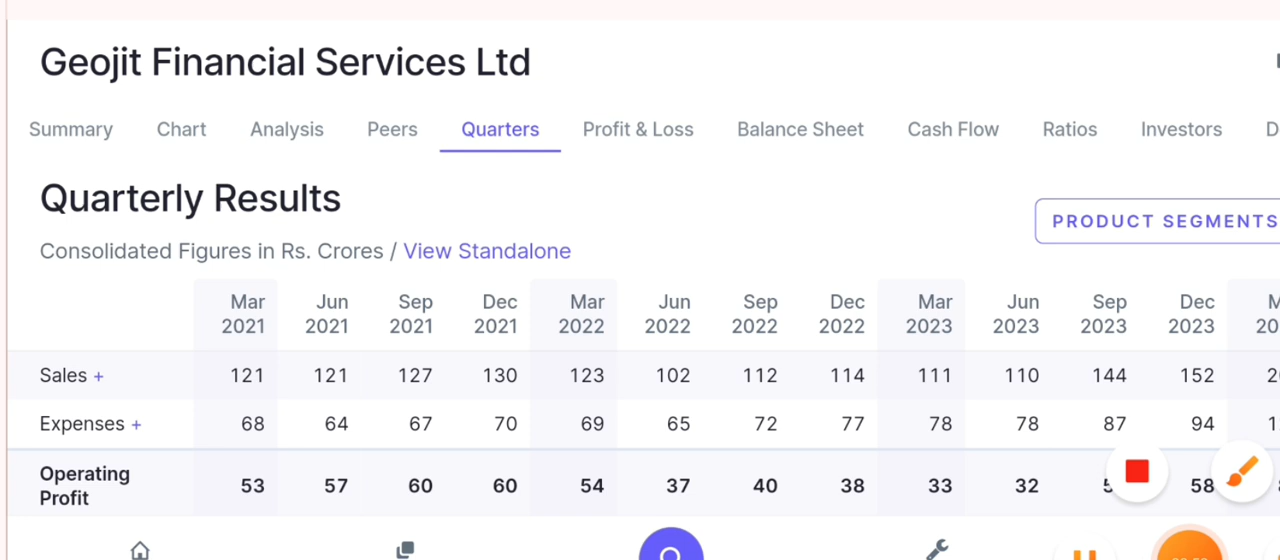 Geojit Financial Services Ltd
Summary Chart Analysis Peers Quarters Profit & Loss Balance Sheet Cash Flow Ratios Investors
Quarterly Results
PRODUCT SEGMENTS
Consolidated Figures in Rs. Crores / View Standalone
Mar 2021 Jun 2021 Sep 2021 Dec 2021 Mar 2022 Jun 2022 Sep 2022 Dec 2022 Mar 2023 Jun 2023 Sep 2023 Dec 2023
Sales + 121 121 127 130 123 102 112 114 111 110 144 152
Expenses + 68 64 67 70 69 65 72 77 78 78 87 94
Operating Profit 53 57 60 60 54 37 40 38 33 32 58